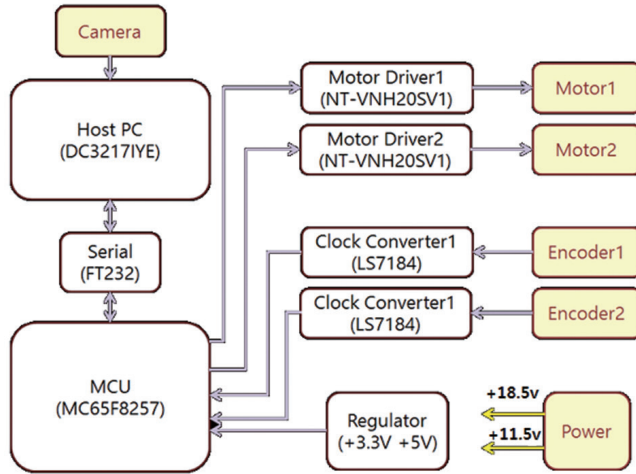 Camera
Host PC
(DC3217IYE)
Serial
(FT232)
MCU
(MC65F8257)
Motor Driver1
(NT-VNH20SV1)
Motor1
Motor Driver2
(NT-VNH20SV1)
Motor2
Clock Converter1
(LS7184)
Encoder1
Clock Converter1
(LS7184)
Encoder2
Regulator
(+3.3V +5V)
+18.5v
+11.5v
Power